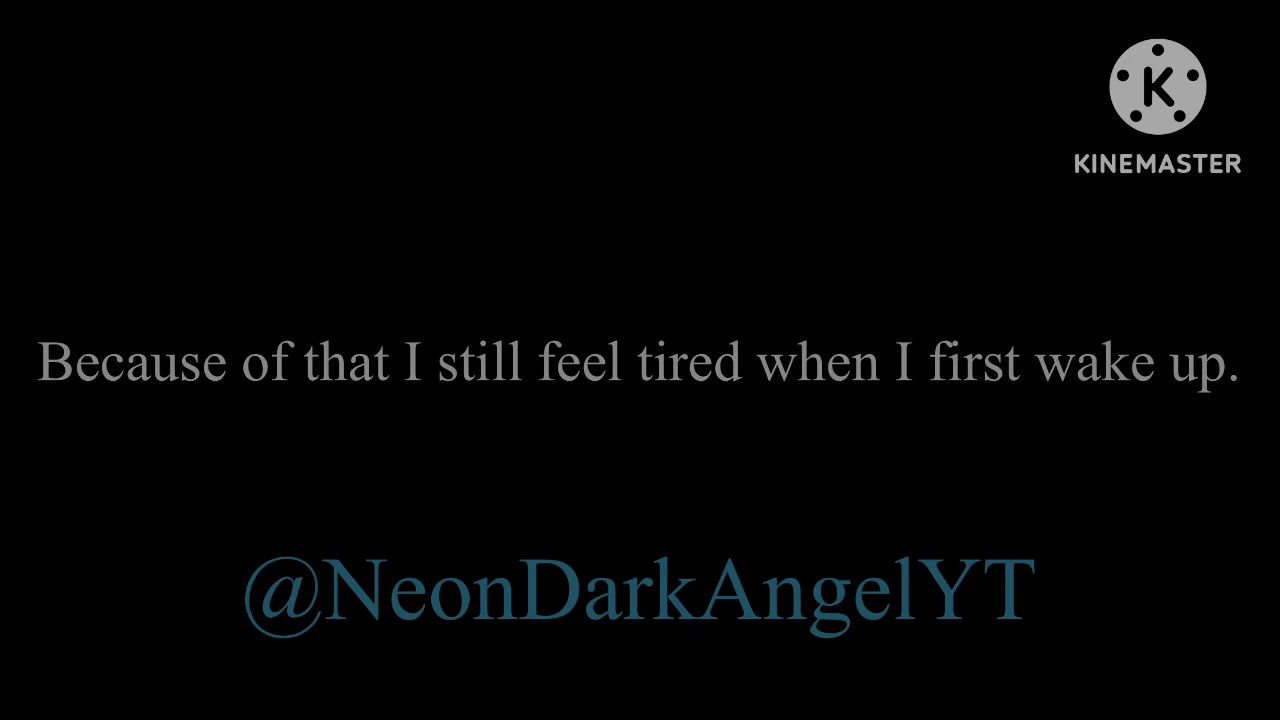 KINEMASTER
Because of that I still feel tired when I first wake up.
@NeonDarkAngelYT